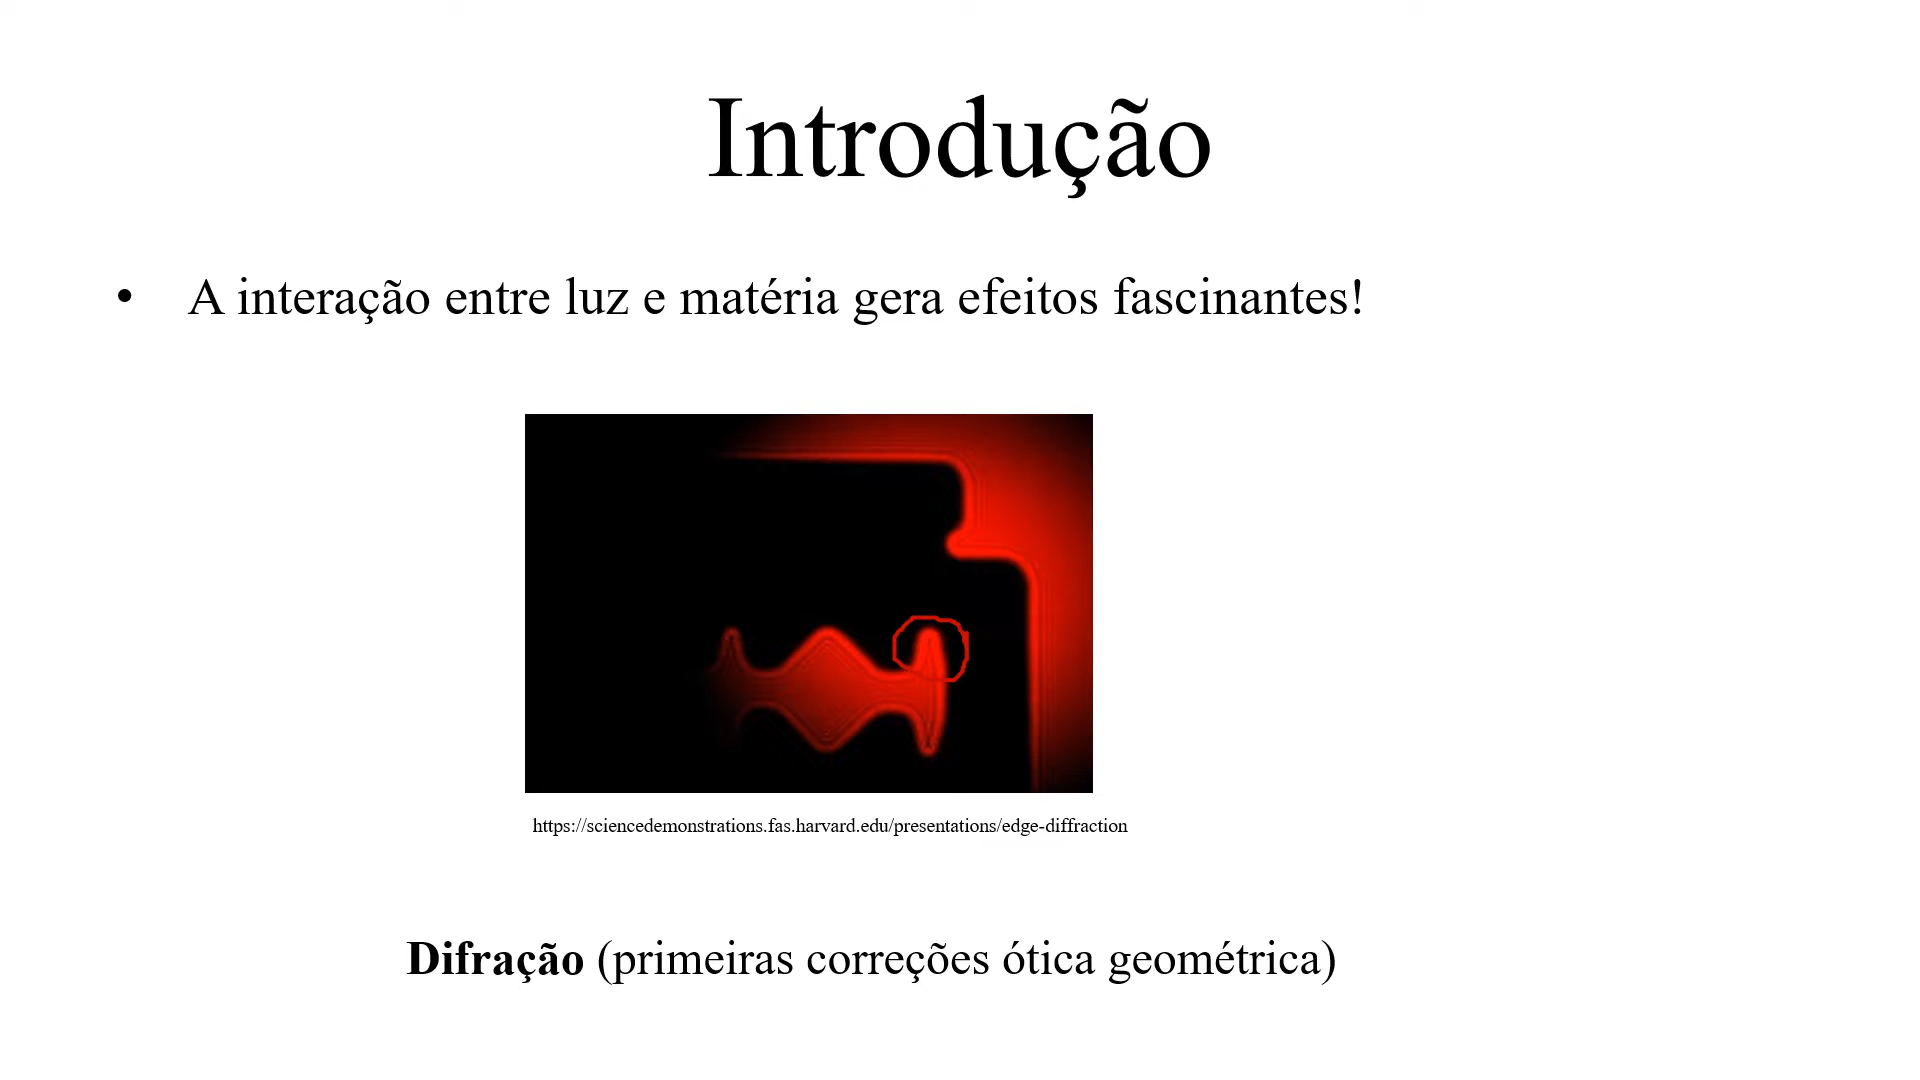 Introdução
• A interação entre luz e matéria gera efeitos fascinantes!
https://sciencedemonstrations.fas.harvard.edu/presentations/edge-diffraction
Difração (primeiras correções ótica geométrica)